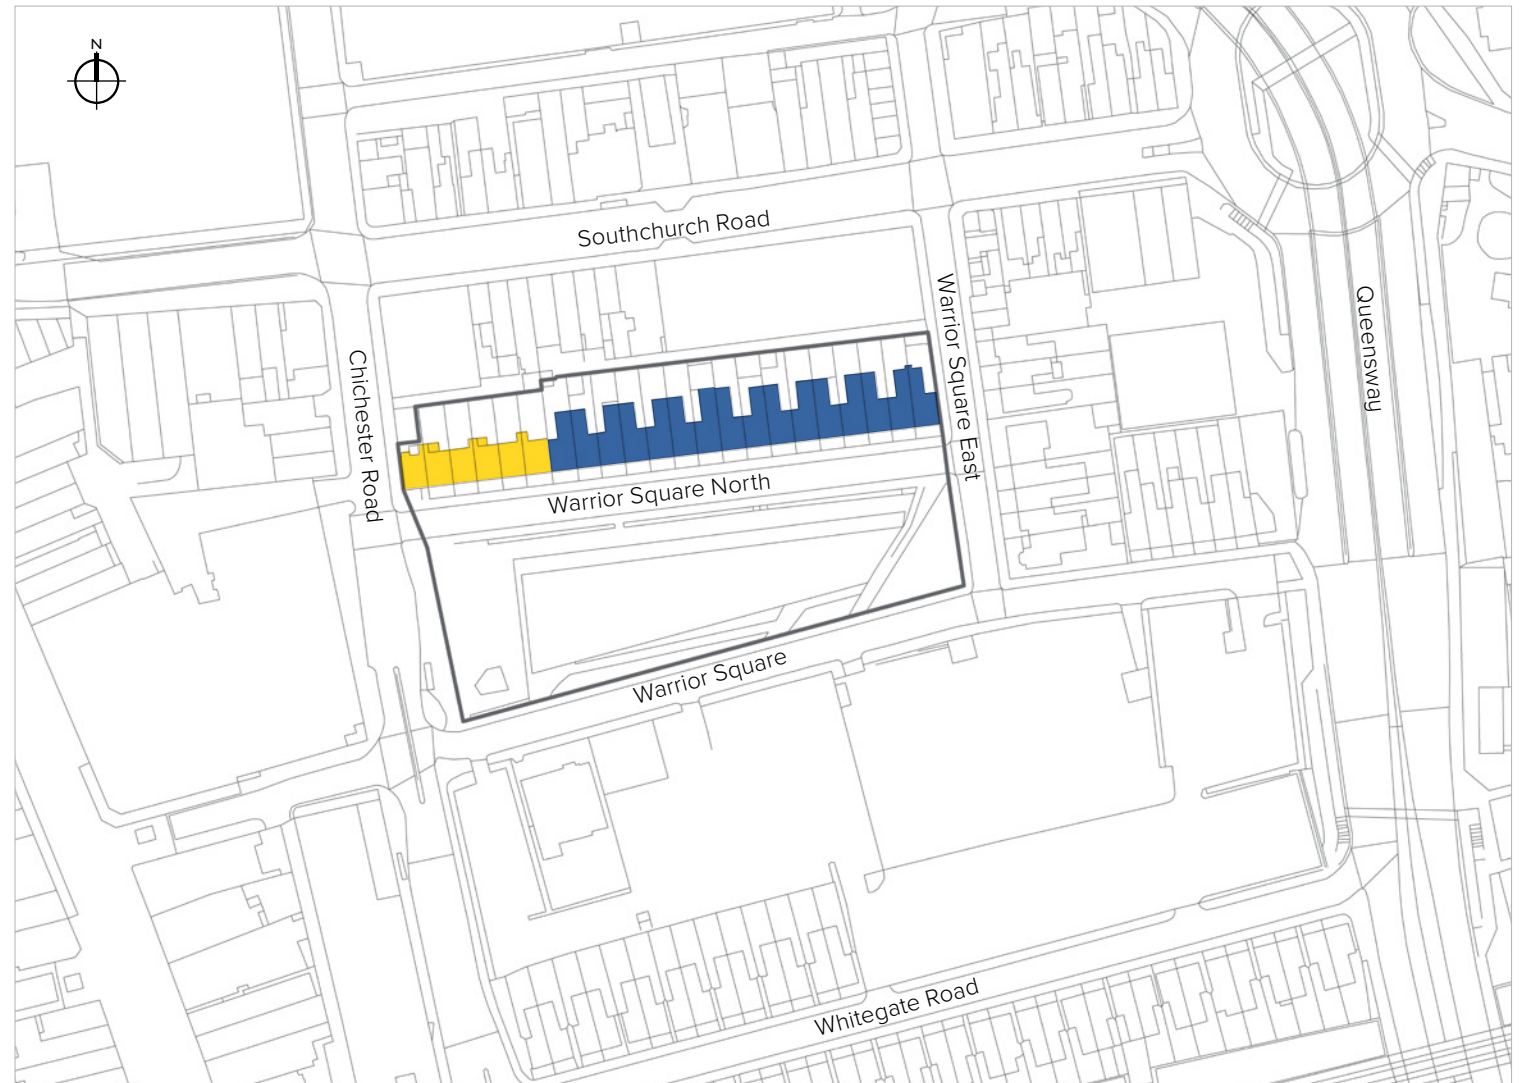 N
Southchurch Road
Warrior Square East
Queensway
Chichester Road
Warrior Square North
Warrior Square
Whitegate Road